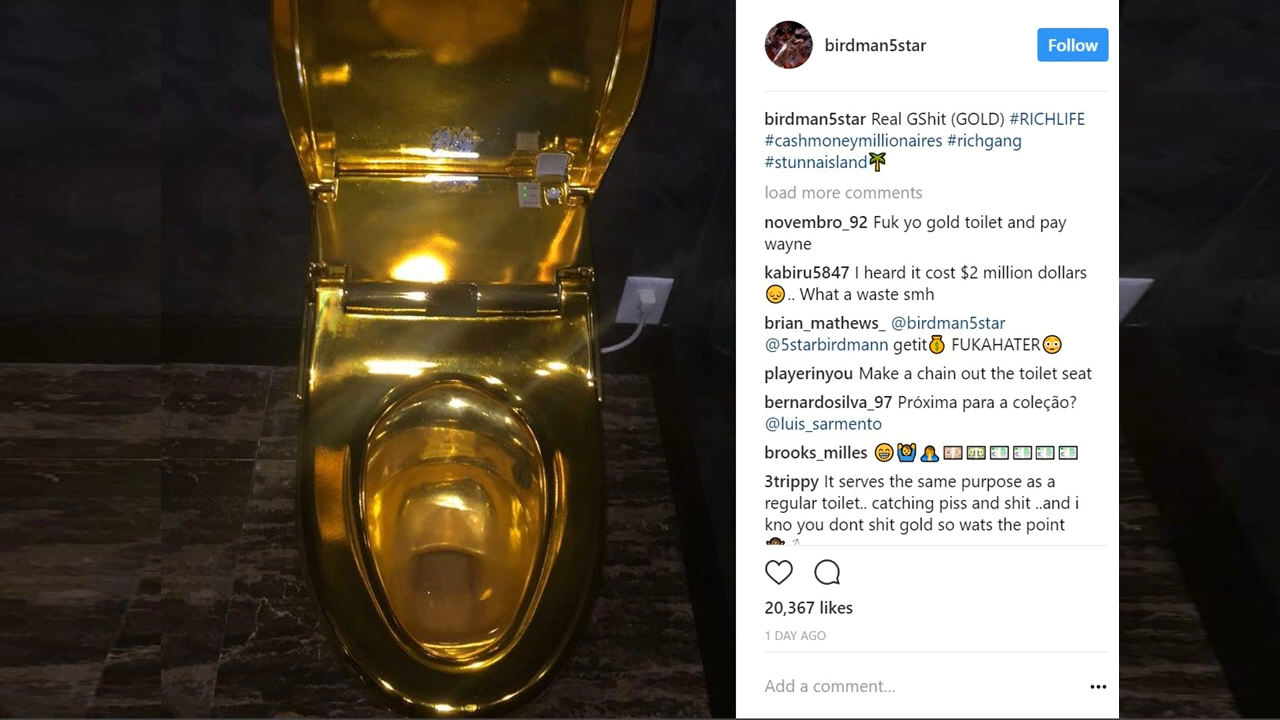 birdman5star
Follow
birdman5star Real GShit (GOLD) #RICHLIFE
#cashmoneymillionaires #richgang
#stunnaisland🌴
load more comments
novembro_92 Fuk yo gold toilet and pay
wayne
kabiru5847 I heard it cost $2 million dollars
😔.. What a waste smh
brian_mathews_ @birdman5star
@5starbirdmann getit💰 FUKAHATER😳
playerinyou Make a chain out the toilet seat
bernardosilva_97 Próxima para a coleção?
@luis_sarmento
brooks_milles 😁🙌🤦💴💵💶💶💶💶
3trippy It serves the same purpose as a
regular toilet.. catching piss and shit ..and i
kno you dont shit gold so wats the point
20,367 likes
1 DAY AGO
Add a comment...